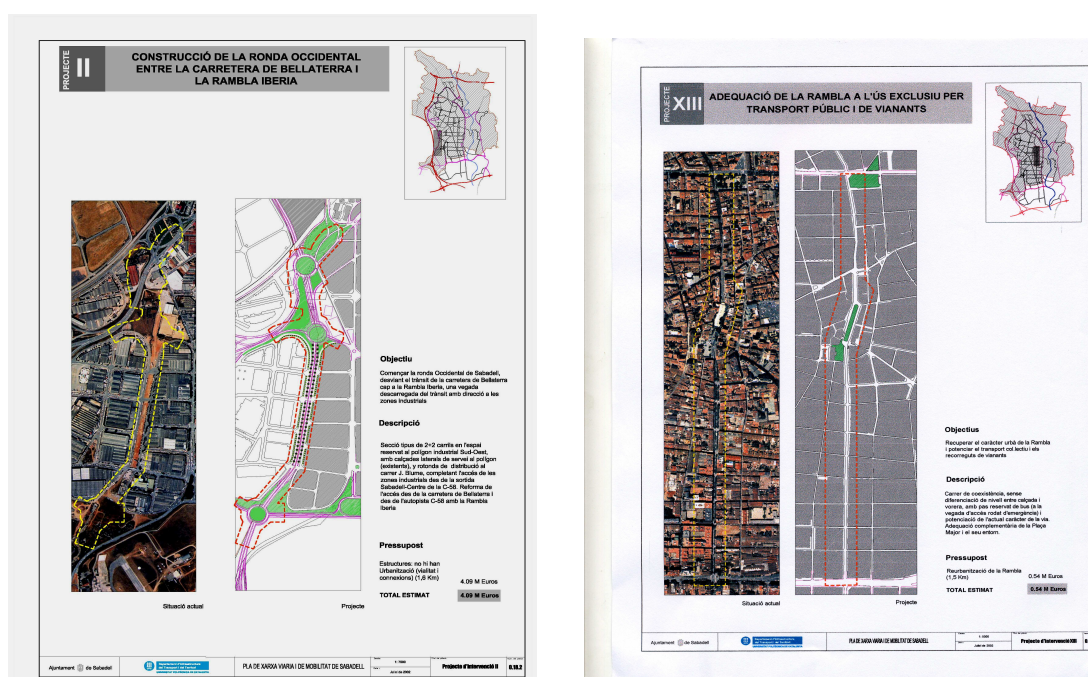 PROJECTE
II
CONSTRUCCIÓ DE LA RONDA OCCIDENTAL
ENTRE LA CARRETERA DE BELLATERRA I
LA RAMBLA IBERIA
Objectiu
Començar la ronda Occidental de Sabadell,
desviant el trànsit de la carretera de Bellaterra
cap a la Rambla Iberia, una vegada
descarregada del trànsit amb direcció a les
zones industrials
Descripció
Secció tipus de 2+2 carrils en l'espai
reservat al polígon industrial Sud-Oest,
amb calçades laterals de servei al polígon
(existents), y rotondes de distribució al
carrer J. Blume, completant l'accés de les
zones industrials des de la sortida
Sabadell-Centre de la C-58. Reforma de
l'accés des de la carretera de Bellaterra i
des de l'autopista C-58 amb la Rambla
Iberia
Pressupost
Estructures: no hi han
Urbanització (vialitat i
connexions) (1,6 Km)
4.09 M Euros
TOTAL ESTIMAT
4.09 M Euros
Situació actual
Projecte
Ajuntament de Sabadell
PLA DE XARXA VIARIA I DE MOBILITAT DE SABADELL
Projecte d'intervenció II
PROJECTE
XIII
ADEQUACIÓ DE LA RAMBLA A L'ÚS EXCLUSIU PER
TRANSPORT PÚBLIC I DE VIANANTS
Objectius
Recuperar el caràcter urbà de la Rambla
i potenciar el transport col.lectiu i els
recorreguts de vianants
Descripció
Carrer de coexistència, sense
diferenciació de nivell entre calçada i
vorera, amb pas reservat de bus (a la
vegada d'accés rodat d'emergència) i
potenciació de l'actual caràcter de la via.
Adequació complementària de la Plaça
Major i el seu entorn.
Pressupost
Reurbanització de la Rambla
(1,5 Km)
0.54 M Euros
TOTAL ESTIMAT
0.54 M Euros
Situació actual
Projecte
Ajuntament de Sabadell
PLA DE XARXA VIARIA I DE MOBILITAT DE SABADELL
Projecte d'intervenció XIII